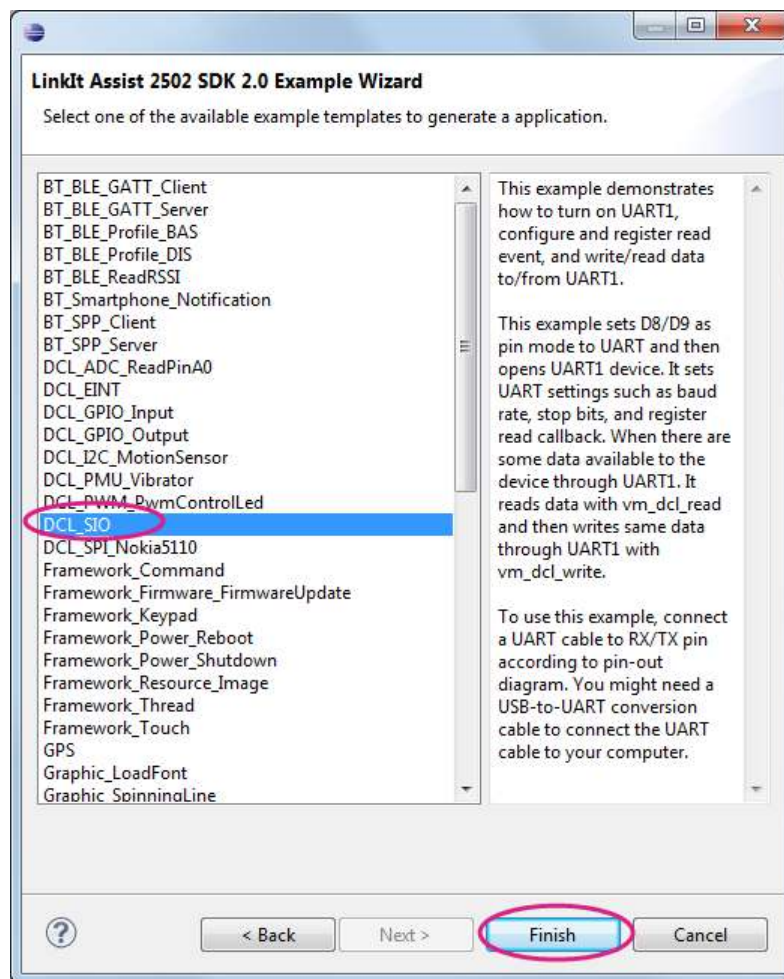 LinkIt Assist 2502 SDK 2.0 Example Wizard
Select one of the available example templates to generate a application.
BT_BLE_GATT_Client
BT_BLE_GATT_Server
BT_BLE_Profile_BAS
BT_BLE_Profile_DIS
BT_BLE_ReadRSSI
BT_Smartphone_Notification
BT_SPP_Client
BT_SPP_Server
DCL_ADC_ReadPinA0
DCL_EINT
DCL_GPIO_Input
DCL_GPIO_Output
DCL_I2C_MotionSensor
DCL_PMU_Vibrator
DCL_PWM_PwmControlLed
DCL_SIO
DCL_SPI_Nokia5110
Framework_Command
Framework_Firmware_FirmwareUpdate
Framework_Keypad
Framework_Power_Reboot
Framework_Power_Shutdown
Framework_Resource_Image
Framework_Thread
Framework_Touch
GPS
Graphic_LoadFont
Graphic_SpinningLine
This example demonstrates
how to turn on UART1,
configure and register read
event, and write/read data
to/from UART1.
This example sets D8/D9 as
pin mode to UART and then
opens UART1 device. It sets
UART settings such as baud
rate, stop bits, and register
read callback. When there are
some data available to the
device through UART1. It
reads data with vm_dcl_read
and then writes same data
through UART1 with
vm_dcl_write.
To use this example, connect
a UART cable to RX/TX pin
according to pin-out
diagram. You might need a
USB-to-UART conversion
cable to connect the UART
cable to your computer.
? < Back Next > Finish Cancel